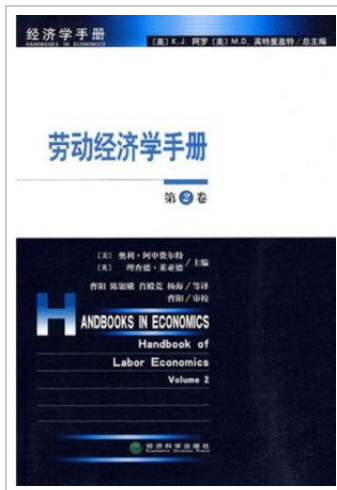 经济学手册
HANDBOOKS IN ECONOMICS
(美) K.J. 阿罗 (美) M.D. 英特里盖特/总主编
劳动经济学手册
第2卷
(美) 奥利·阿申费尔特
(英) 理查德·莱亚德
/主编
曹阳 陈银娥 肖殿荒 杨海/等译
曹阳/审校
HANDBOOKS IN ECONOMICS
Handbook of
Labor Economics
Volume 2
经济科学出版社
Economic Science Press